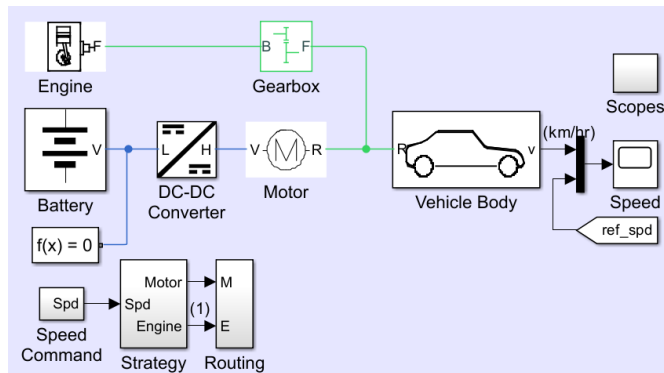 F
B F
Engine
Gearbox
Scopes
(km/hr)
V
L H
V M R
R v
Battery
DC-DC
Converter
Motor
Vehicle Body
Speed
f(x) = 0
ref_spd
Motor M
Spd
Spd
(1)
Engine E
Speed
Command
Strategy
Routing